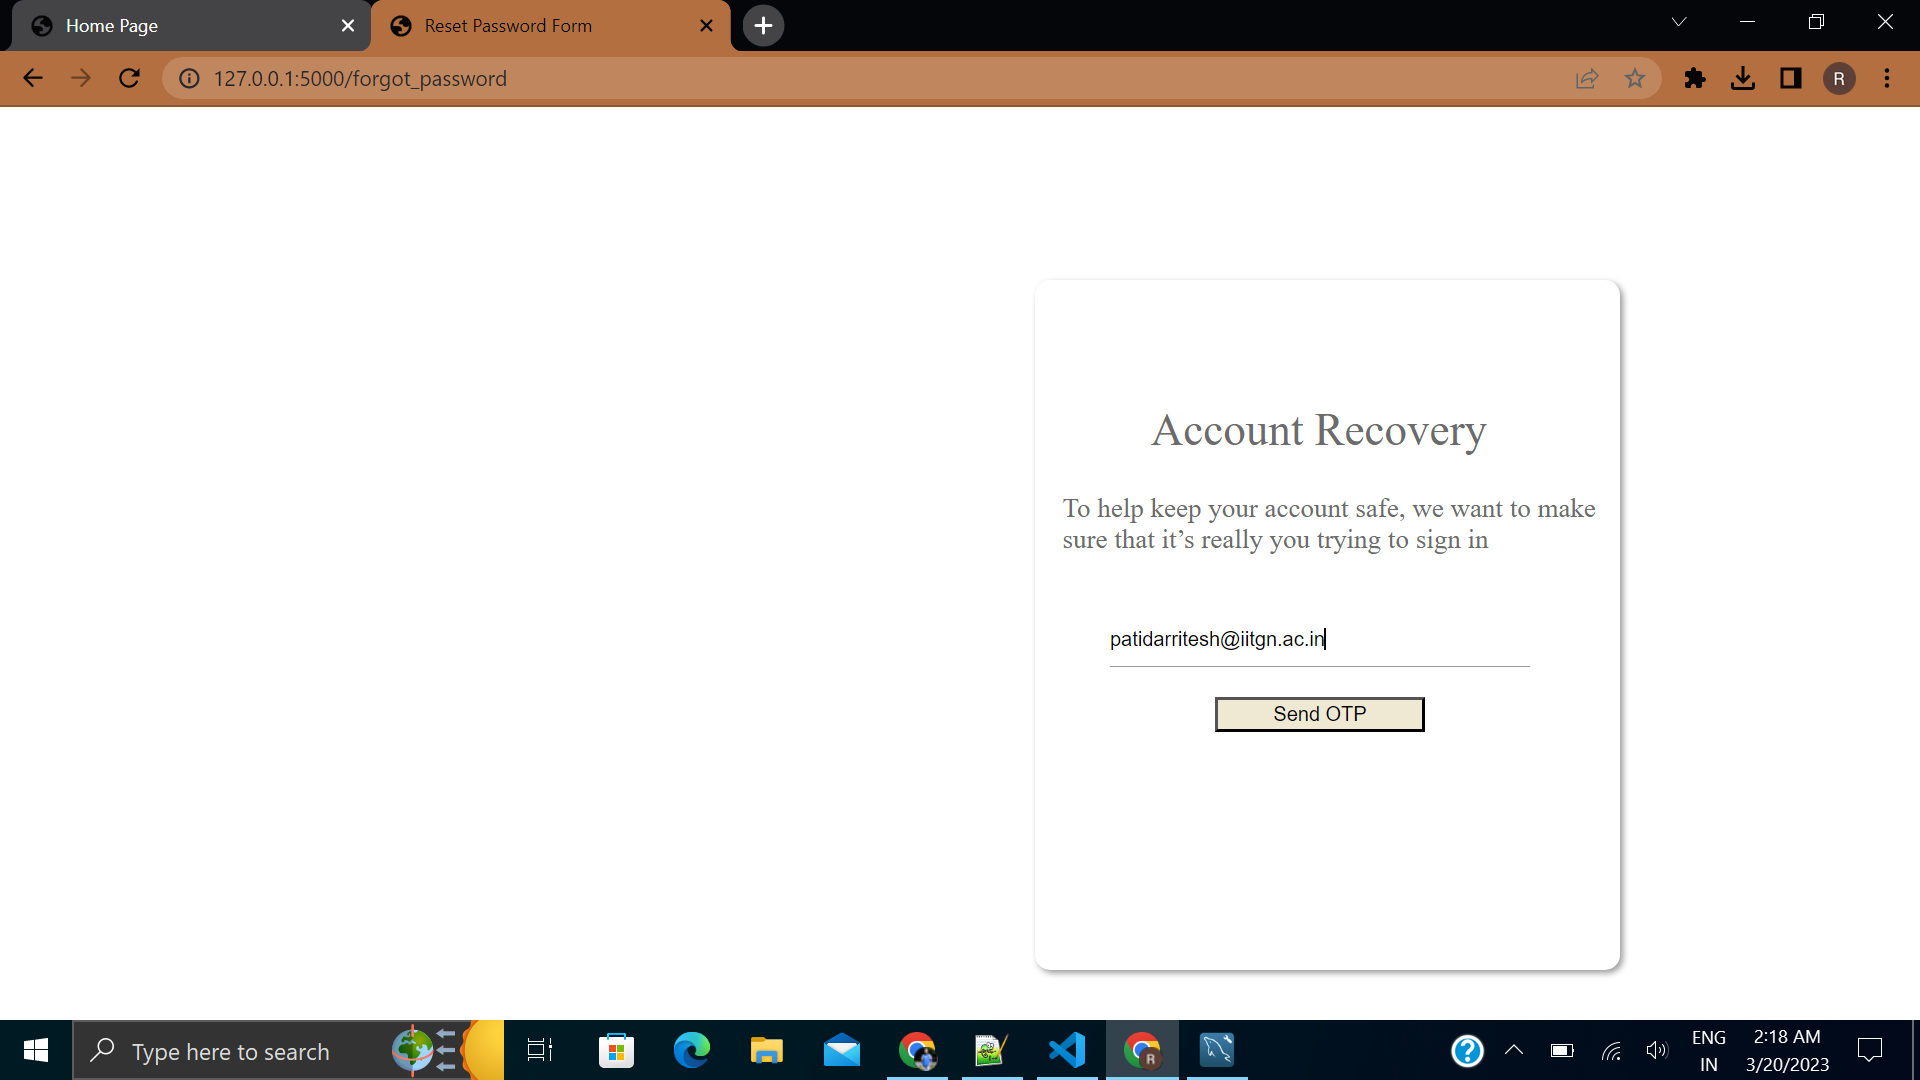 Home Page
Reset Password Form
127.0.0.1:5000/forgot_password
R
Account Recovery
To help keep your account safe, we want to make
sure that it’s really you trying to sign in
patidarritesh@iitgn.ac.in
Send OTP
Type here to search
R
ENG
IN
2:18 AM
3/20/2023